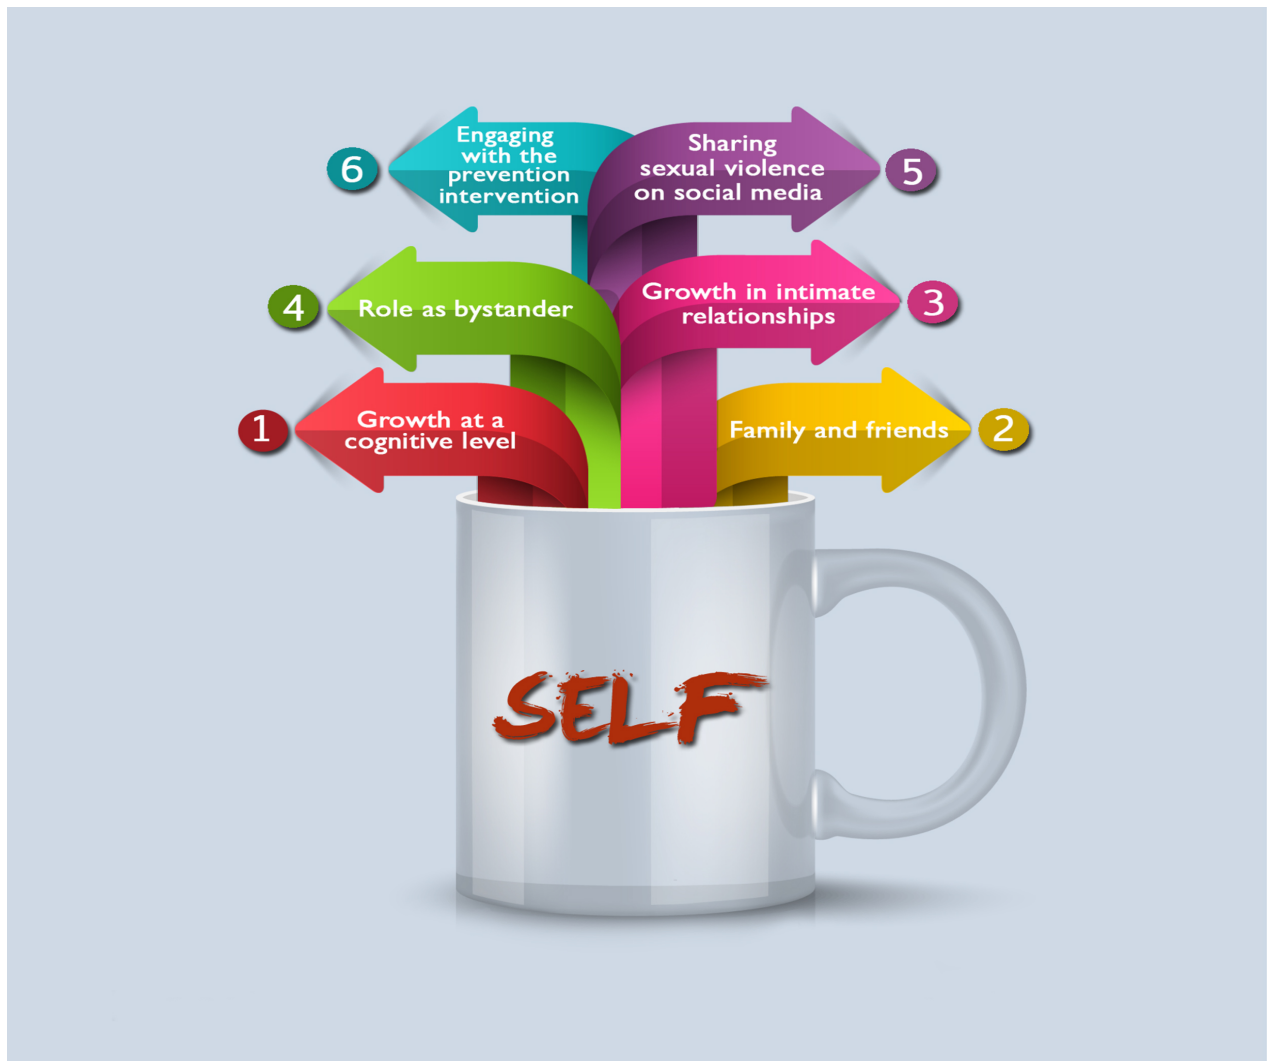 Engaging
with the
prevention
intervention
6
Sharing
sexual violence
on social media
5
Role as bystander
4
Growth in intimate
relationships
3
Growth at a
cognitive level
1
Family and friends
2
SELF